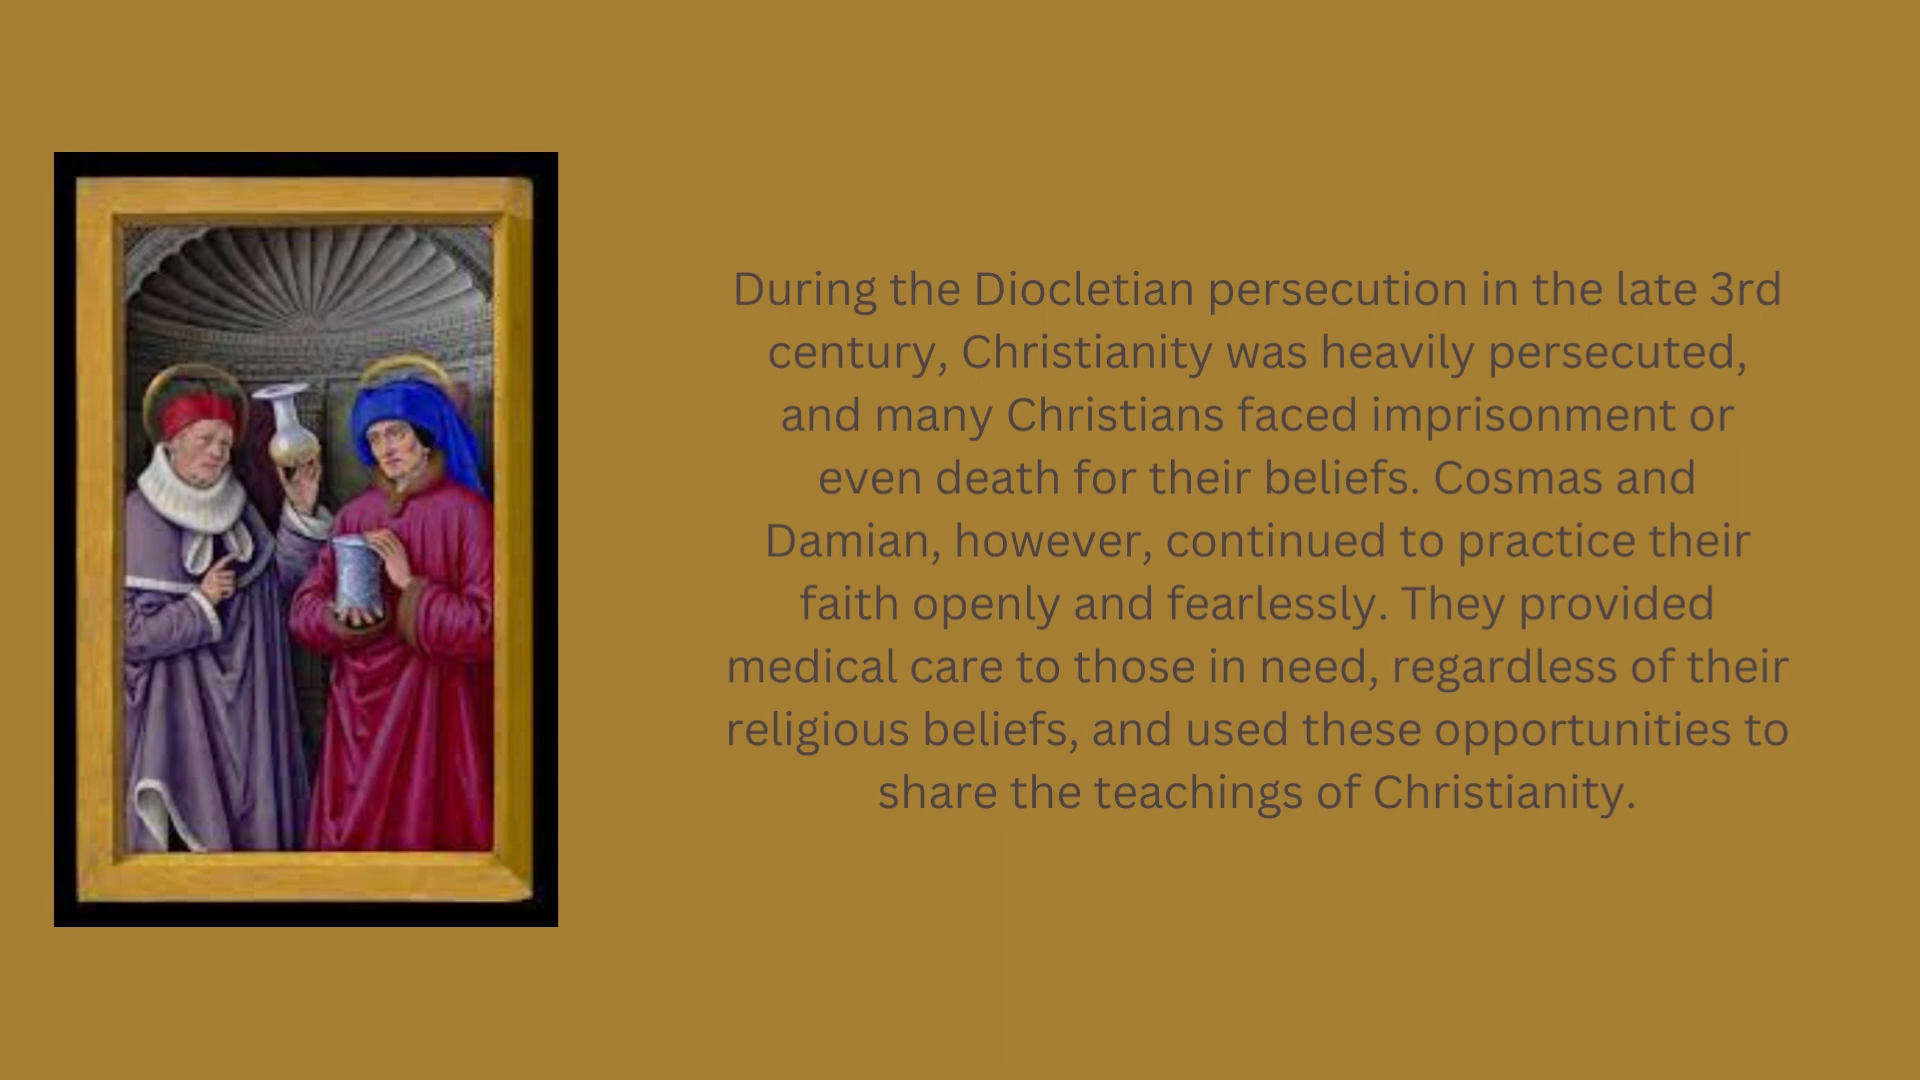 During the Diocletian persecution in the late 3rd
century, Christianity was heavily persecuted,
and many Christians faced imprisonment or
even death for their beliefs. Cosmas and
Damian, however, continued to practice their
faith openly and fearlessly. They provided
medical care to those in need, regardless of their
religious beliefs, and used these opportunities to
share the teachings of Christianity.